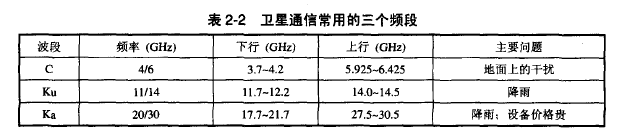 表 2-2 卫星通信常用的三个频段
波段 频率 (GHz) 下行 (GHz) 上行 (GHz) 主要问题
C 4/6 3.7~4.2 5.925~6.425 地面上的干扰
Ku 11/14 11.7~12.2 14.0~14.5 降雨
Ka 20/30 17.7~21.7 27.5~30.5 降雨；设备价格贵